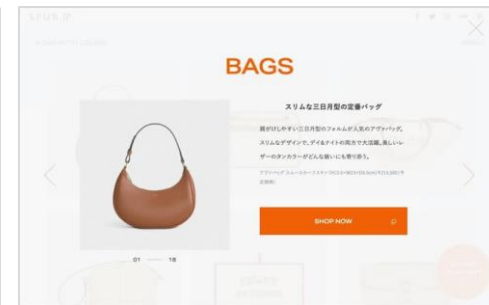 SPUR.JP
BAGS
スリムな三日月型の定番バッグ
肩がけしやすい三日月型のフォルムが人気のアヴァバッグ。
スリムなデザインで、デイ&ナイトの両方で大活躍。美しいレ
ザーのタンカラーがどんな装いにも寄り添う。
SHOP NOW
01
18